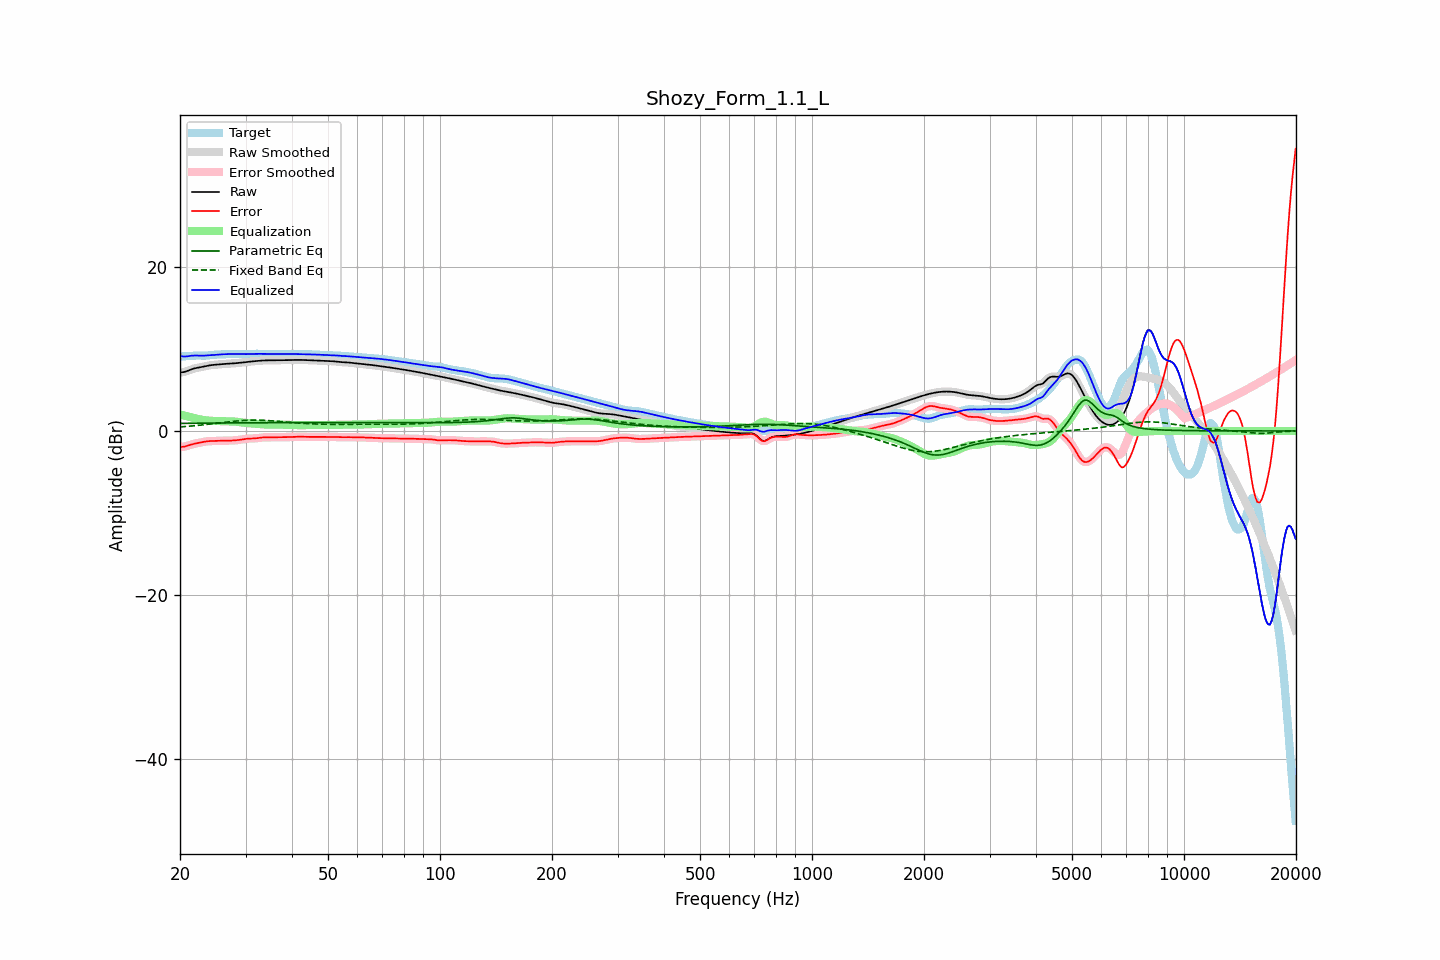 Shozy_Form_1.1_L
Target
Raw Smoothed
Error Smoothed
Raw
Error
Equalization
Parametric Eq
Fixed Band Eq
Equalized
20
0
−20
−40
Amplitude (dBr)
20 50 100 200 500 1000 2000 5000 10000 20000
Frequency (Hz)